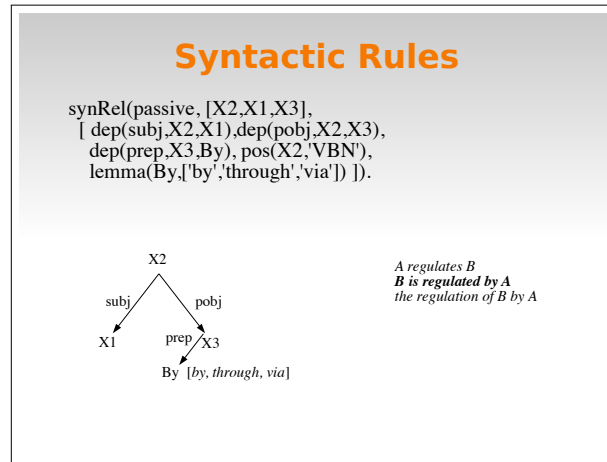 Syntactic Rules
synRel(passive, [X2,X1,X3],
[ dep(subj,X2,X1),dep(pobj,X2,X3),
dep(prep,X3,By), pos(X2,'VBN'),
lemma(By,['by','through','via']) ]).
X2
subj pobj
X1 prep X3
By [by, through, via]
A regulates B
B is regulated by A
the regulation of B by A